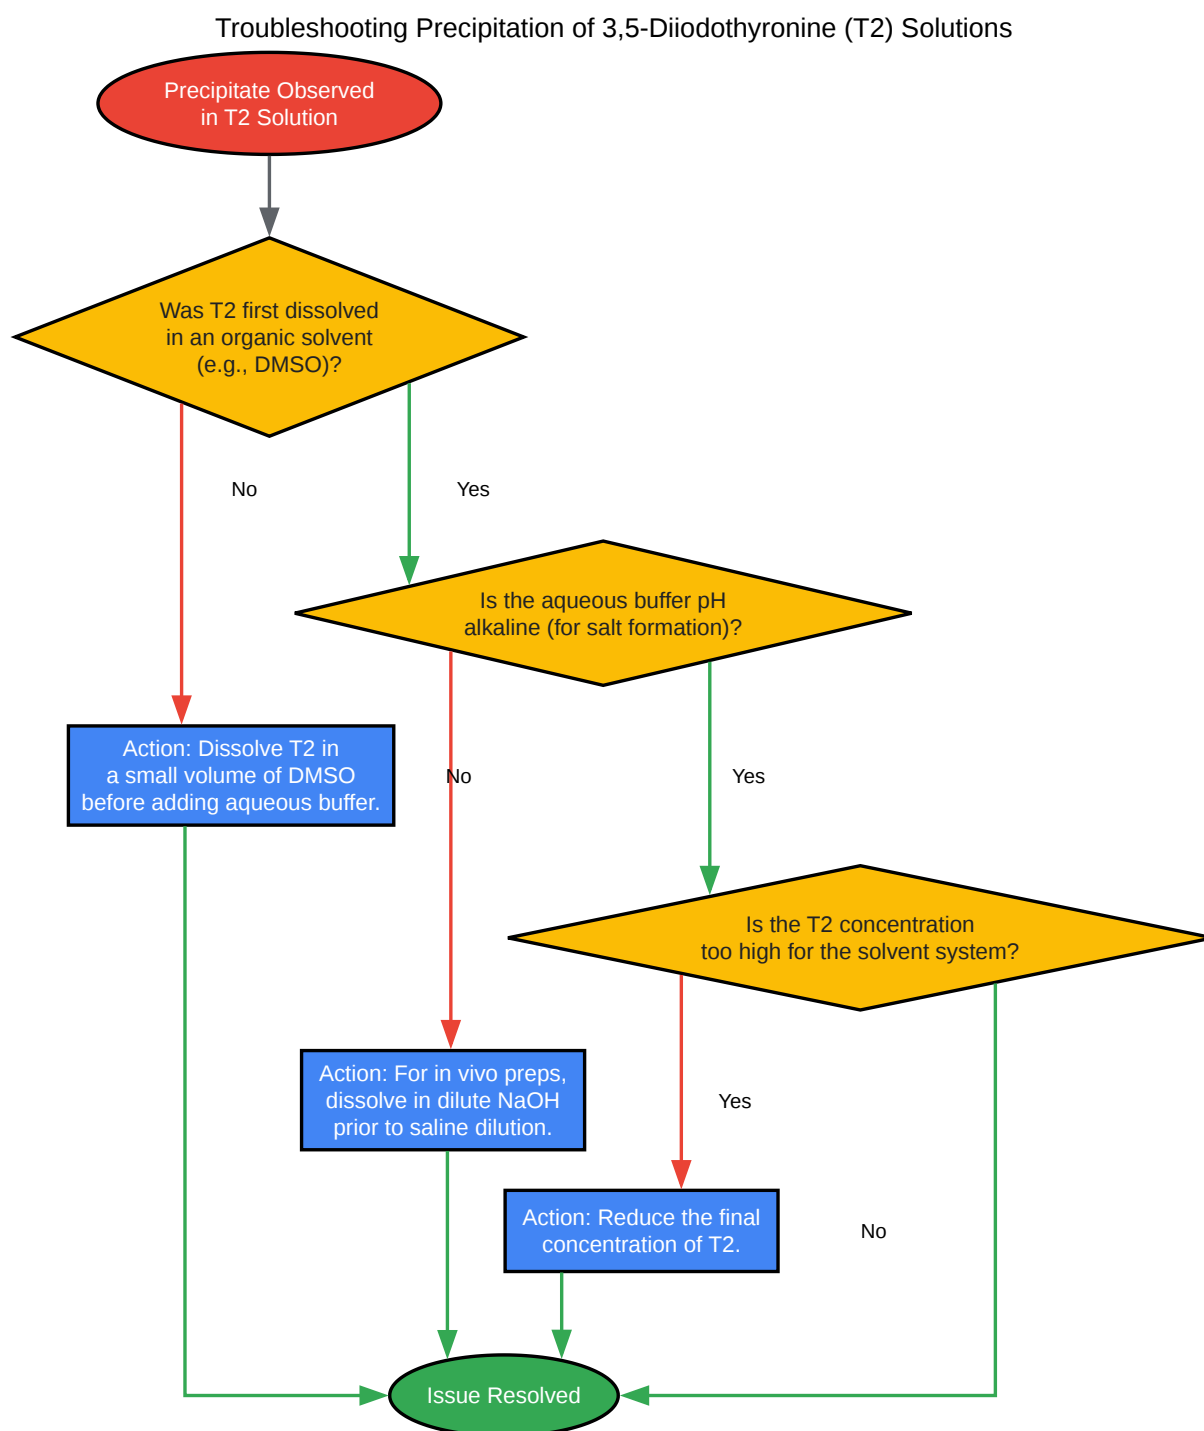 Troubleshooting Precipitation of 3,5-Diiodothyronine (T2) Solutions
Precipitate Observed
in T2 Solution
Was T2 first dissolved
in an organic solvent
(e.g., DMSO)?
No
Yes
Is the aqueous buffer pH
alkaline (for salt formation)?
Action: Dissolve T2 in
a small volume of DMSO
before adding aqueous buffer.
No
Yes
Is the T2 concentration
too high for the solvent system?
Action: For in vivo preps,
dissolve in dilute NaOH
prior to saline dilution.
Yes
Action: Reduce the final
concentration of T2.
No
Issue Resolved